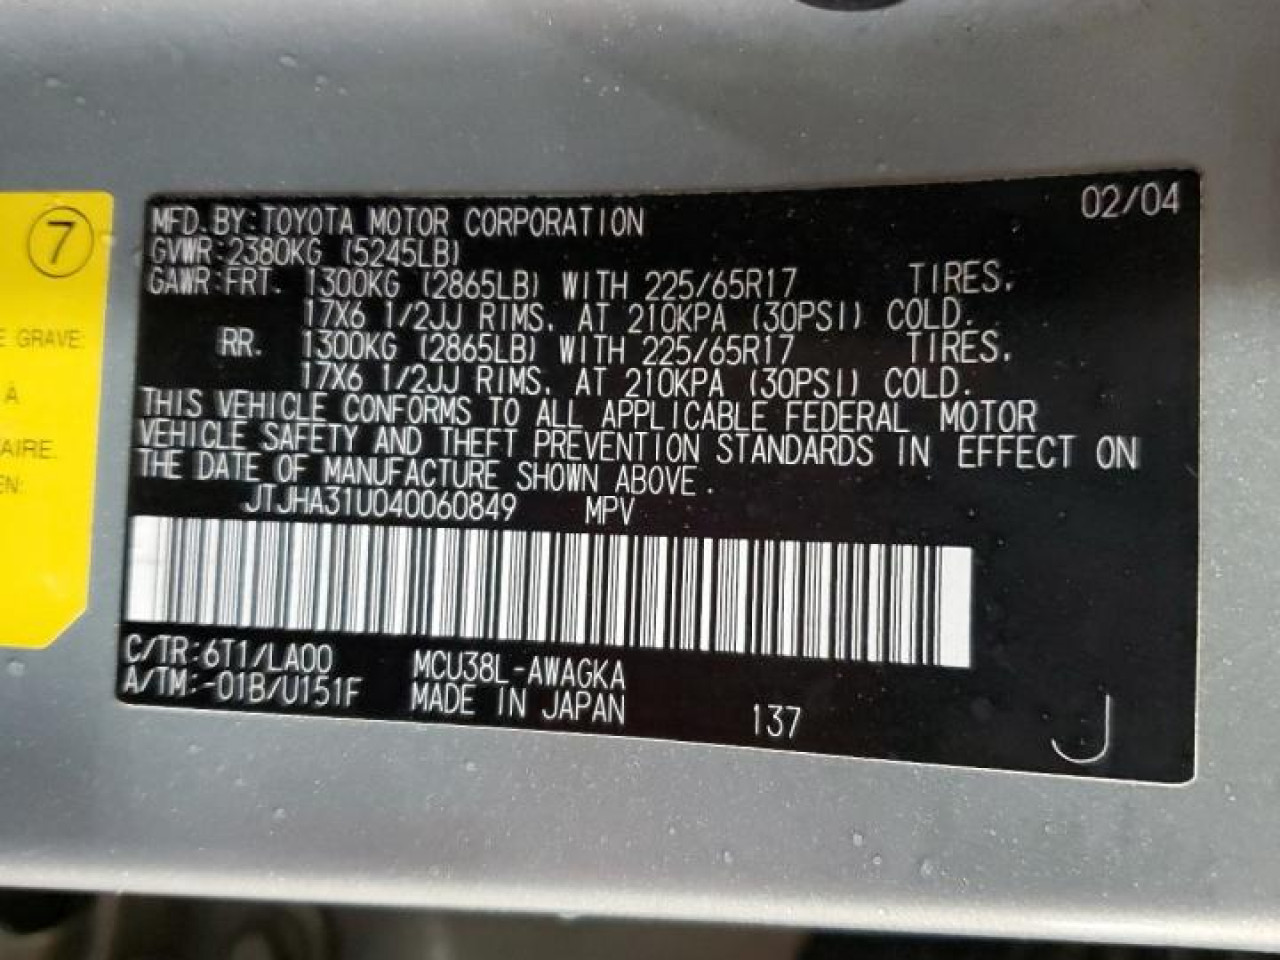 7
E GRAVE:
À
AIRE.
EN:
02/04
MFD. BY: TOYOTA MOTOR CORPORATION
GVWR: 2380KG (5245LB)
GAWR: FRT. 1300KG (2865LB) WITH 225/65R17 TIRES,
17X6 1/2JJ RIMS, AT 210KPA (30PSI) COLD.
RR. 1300KG (2865LB) WITH 225/65R17 TIRES,
17X6 1/2JJ RIMS, AT 210KPA (30PSI) COLD.
THIS VEHICLE CONFORMS TO ALL APPLICABLE FEDERAL MOTOR
VEHICLE SAFETY AND THEFT PREVENTION STANDARDS IN EFFECT ON
THE DATE OF MANUFACTURE SHOWN ABOVE.
JTJHA31U040060849 MPV
C/TR: 6T1/LA00 MCU38L-AWAGKA
A/TM: -01B/U151F MADE IN JAPAN 137 J